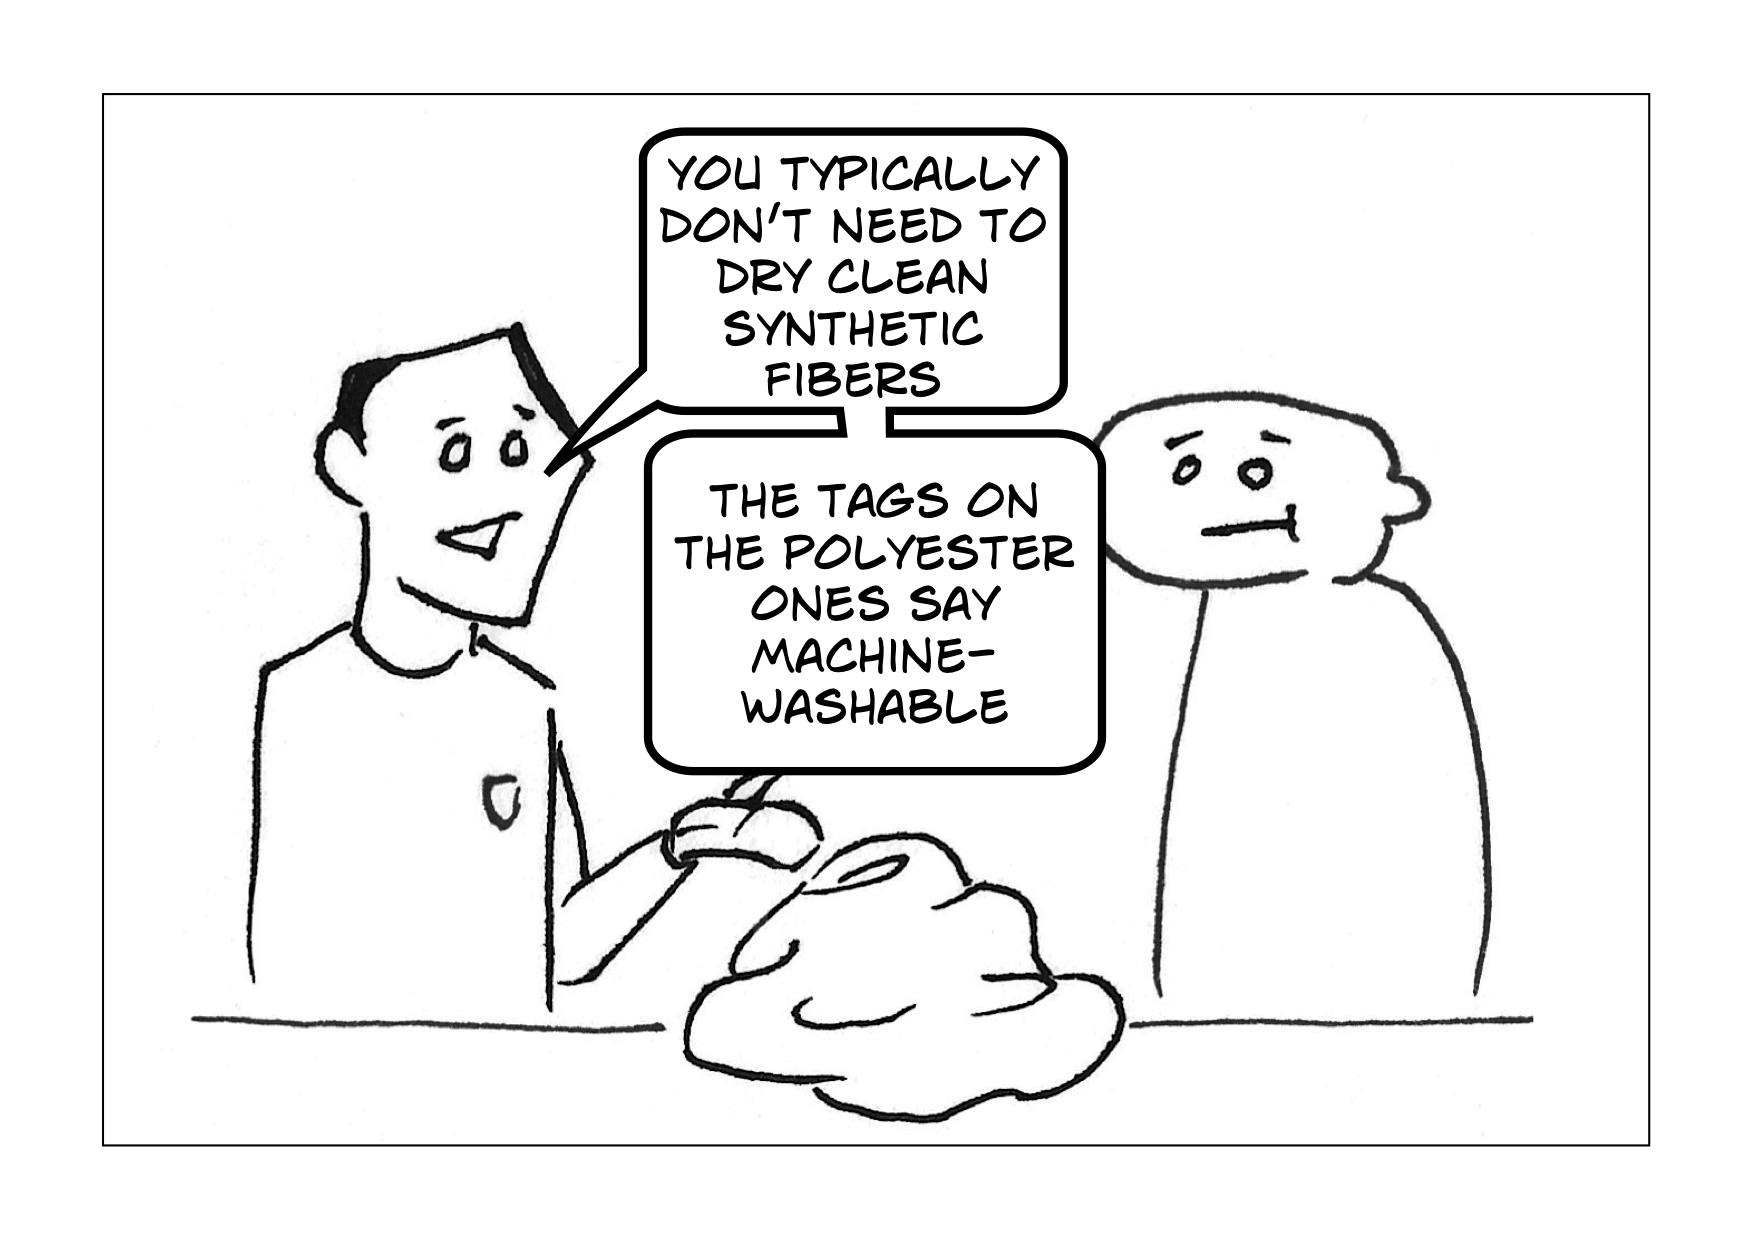 YOU TYPICALLY
DON'T NEED TO
DRY CLEAN
SYNTHETIC
FIBERS
THE TAGS ON
THE POLYESTER
ONES SAY
MACHINE-
WASHABLE